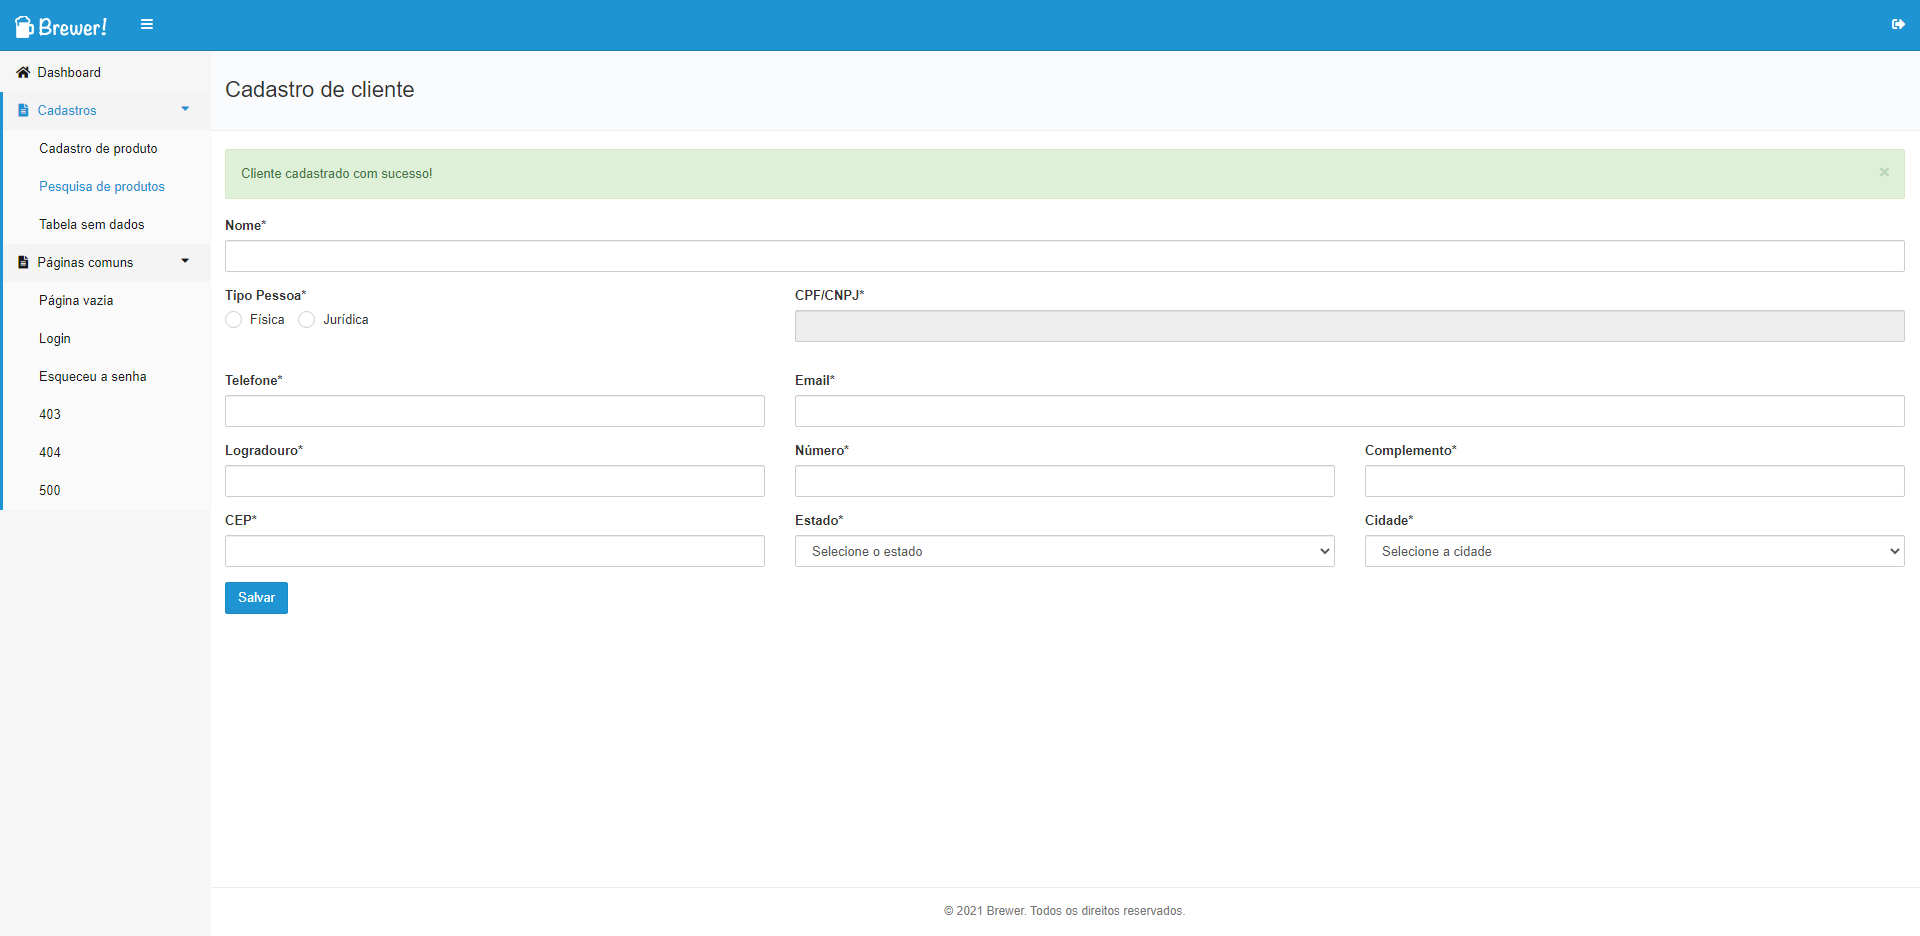 Brewer!
Dashboard
Cadastros
Cadastro de produto
Pesquisa de produtos
Tabela sem dados
Páginas comuns
Página vazia
Login
Esqueceu a senha
403
404
500
Cadastro de cliente
Cliente cadastrado com sucesso!
×
Nome*
Tipo Pessoa*
CPF/CNPJ*
Física Jurídica
Telefone*
Email*
Logradouro*
Número*
Complemento*
CEP*
Estado*
Cidade*
Selecione o estado
Selecione a cidade
Salvar
© 2021 Brewer. Todos os direitos reservados.